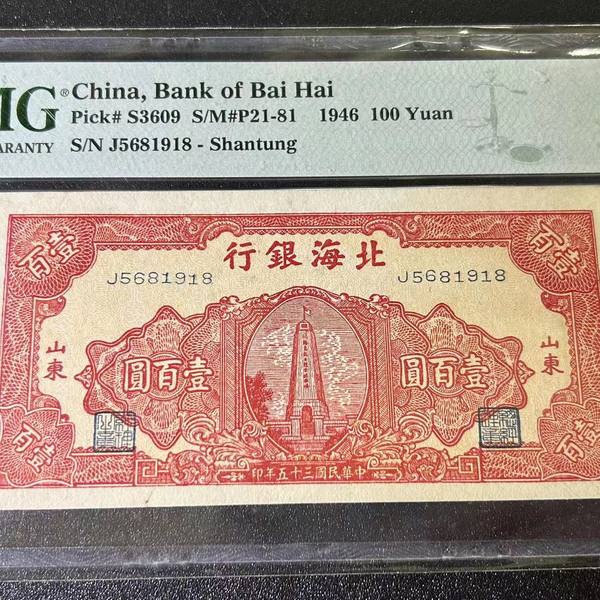 MG® China, Bank of Bai Hai
Pick# S3609 S/M#P21-81 1946 100 Yuan
ARANTY S/N J5681918 - Shantung
百壹 行銀海北 百壹
J5681918 J5681918
山東 山東
圓百壹 圓百壹
百壹 印年五十三國民華中 百壹